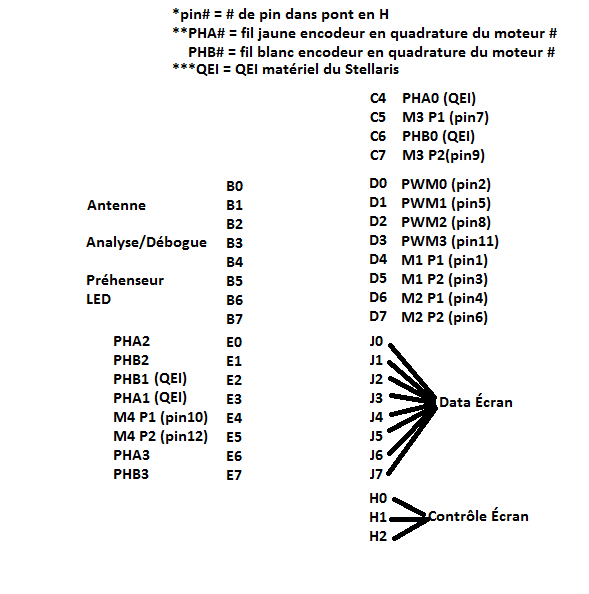 *pin# = # de pin dans pont en H
**PHA# = fil jaune encodeur en quadrature du moteur #
PHB# = fil blanc encodeur en quadrature du moteur #
***QEI = QEI matériel du Stellaris
C4 PHA0 (QEI)
C5 M3 P1 (pin7)
C6 PHB0 (QEI)
C7 M3 P2(pin9)
B0
Antenne B1
B2
Analyse/Débogue B3
B4
Préhenseur B5
LED B6
B7
D0 PWM0 (pin2)
D1 PWM1 (pin5)
D2 PWM2 (pin8)
D3 PWM3 (pin11)
D4 M1 P1 (pin1)
D5 M1 P2 (pin3)
D6 M2 P1 (pin4)
D7 M2 P2 (pin6)
PHA2 E0
PHB2 E1
PHB1 (QEI) E2
PHA1 (QEI) E3
M4 P1 (pin10) E4
M4 P2 (pin12) E5
PHA3 E6
PHB3 E7
J0
J1
J2
J3
Data Écran
J4
J5
J6
J7
H0
H1 Contrôle Écran
H2